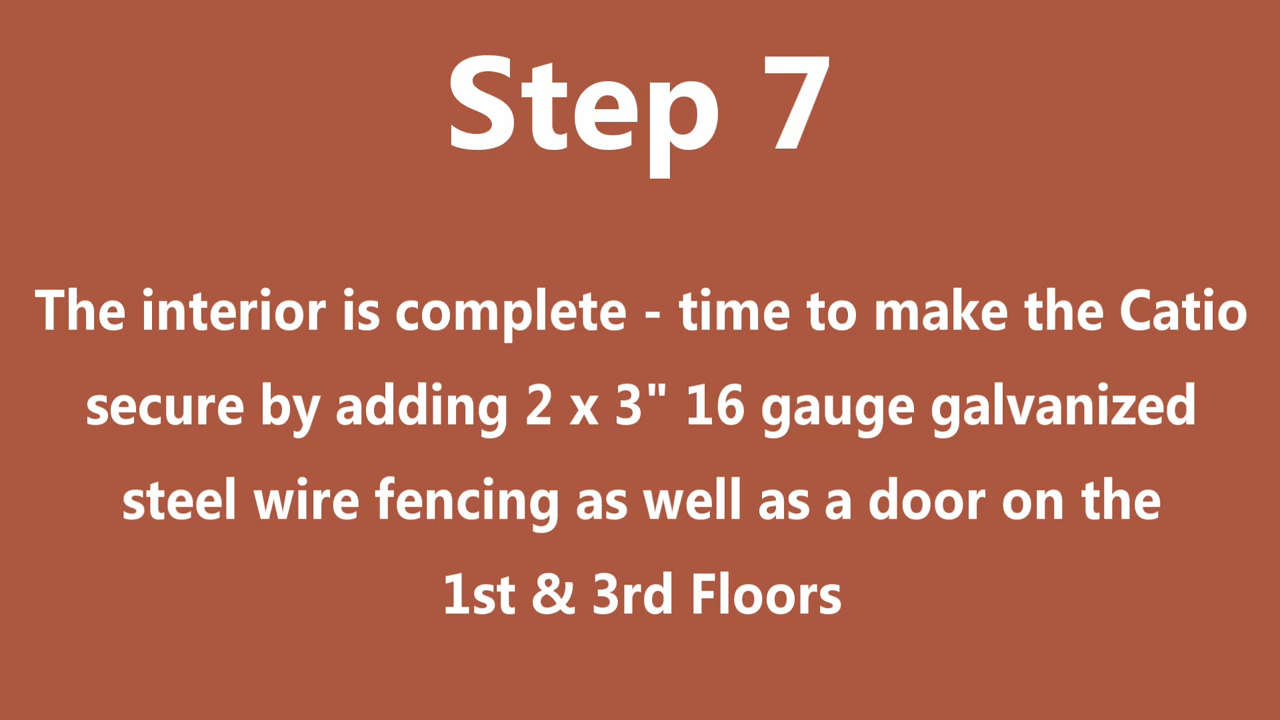 Step 7
The interior is complete - time to make the Catio
secure by adding 2 x 3" 16 gauge galvanized
steel wire fencing as well as a door on the
1st & 3rd Floors